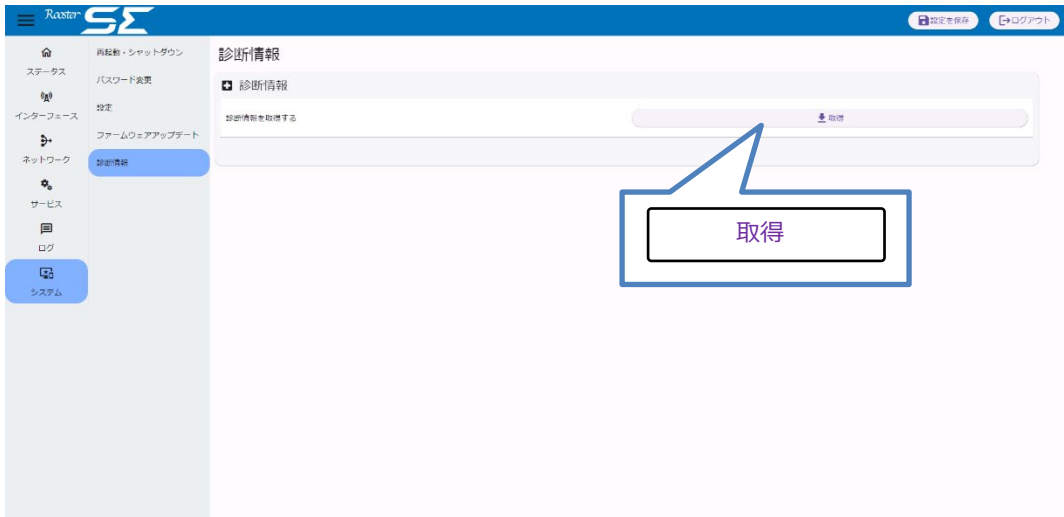 Rooster SΣ
設定を保存
ログアウト
ステータス
インターフェース
ネットワーク
サービス
ログ
システム
再起動・シャットダウン
パスワード変更
設定
ファームウェアアップデート
診断情報
診断情報
診断情報
診断情報を取得する
取得
取得